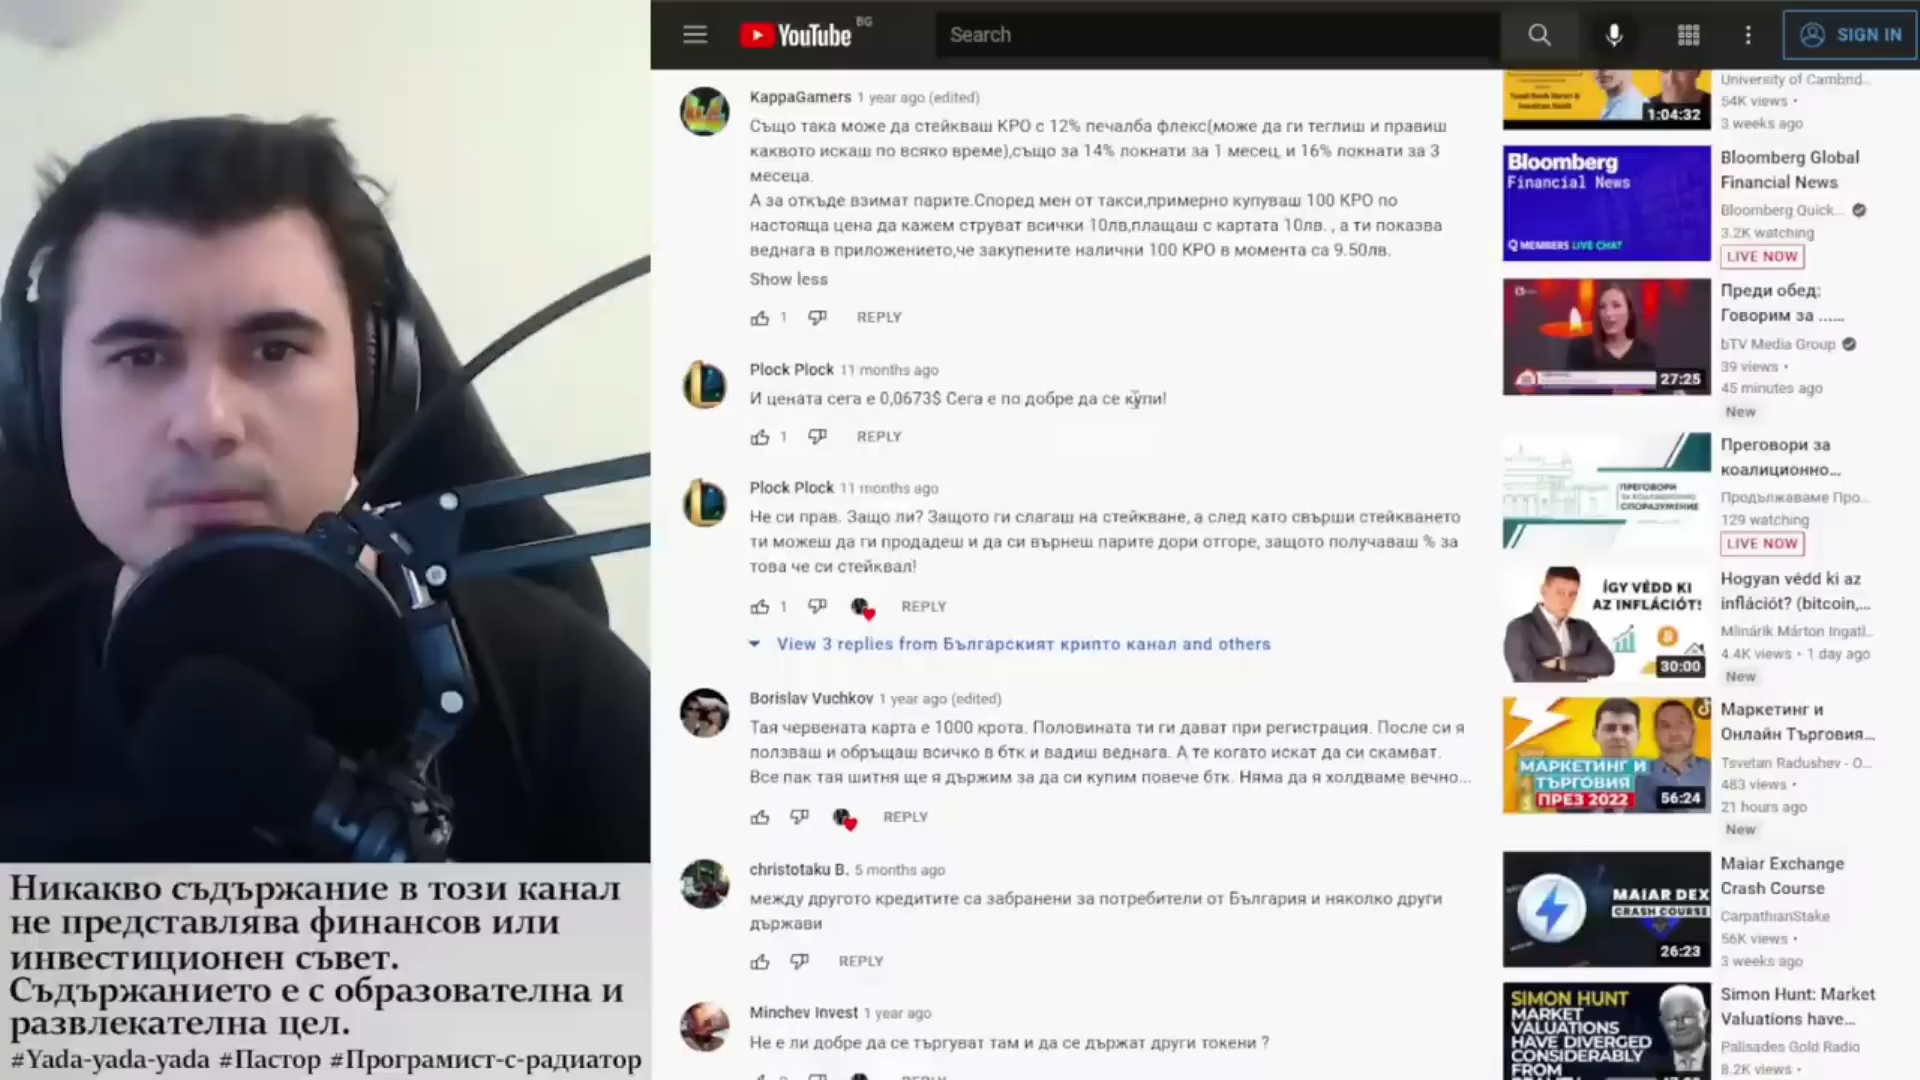 YouTube BG
Search
SIGN IN
KappaGamers 1 year ago (edited)
Също така може да стейкваш КРО с 12% печалба флекс(може да ги теглиш и правиш
каквото искаш по всяко време),също за 14% локнати за 1 месец, и 16% локнати за 3
месеца.
А за откъде взимат парите.Според мен от такси,примерно купуваш 100 КРО по
настояща цена да кажем струват всички 10лв,плащаш с картата 10лв. , а ти показва
веднага в приложението,че закупените налични 100 КРО в момента са 9.50лв.
Show less
1 REPLY
Plock Plock 11 months ago
И цената сега е 0,0673$ Сега е по добре да се купи!
1 REPLY
Plock Plock 11 months ago
Не си прав. Защо ли? Защото ги слагаш на стейкване, а след като свърши стейкването
ти можеш да ги продадеш и да си върнеш парите дори отгоре, защото получаваш % за
това че си стейквал!
1 REPLY
View 3 replies from Българският крипто канал and others
Borislav Vuchkov 1 year ago (edited)
Тая червената карта е 1000 крота. Половината ти ги дават при регистрация. После си я
ползваш и обръщаш всичко в бтк и вадиш веднага. А те когато искат да си скамват.
Все пак тая шитня ще я държим за да си купим повече бтк. Няма да я холдваме вечно...
REPLY
christotaku B. 5 months ago
между другото кредитите са забранени за потребители от България и няколко други
държави
REPLY
Minchev Invest 1 year ago
Не е ли добре да се търгуват там и да се държат други токени ?
REPLY
1:04:32
University of Cambrid...
54K views •
3 weeks ago
Bloomberg
Financial News
MEMBERS LIVE CHAT
Bloomberg Global
Financial News
Bloomberg Quick...
3.2K watching
LIVE NOW
27:25
Преди обед:
Говорим за ......
bTV Media Group
39 views •
45 minutes ago
New
ПРЕГОВОРИ
ЗА КОАЛИЦИОННО
СПОРАЗУМЕНИЕ
Преговори за
коалиционно...
Продължаваме Про...
129 watching
LIVE NOW
ÍGY VÉDD KI
AZ INFLÁCIÓT!
30:00
Hogyan védd ki az
inflációt? (bitcoin,...
Mlinárik Márton Ingatl...
4.4K views • 1 day ago
New
МАРКЕТИНГ И
ТЪРГОВИЯ
ПРЕЗ 2022
56:24
Маркетинг и
Онлайн Търговия...
Tsvetan Radushev - O...
483 views •
21 hours ago
New
MAIAR DEX
CRASH COURSE
26:23
Maiar Exchange
Crash Course
CarpathianStake
56K views •
3 weeks ago
SIMON HUNT
MARKET
VALUATIONS
HAVE DIVERGED
CONSIDERABLY
FROM
Simon Hunt: Market
Valuations have...
Palisades Gold Radio
8.2K views •
Никакво съдържание в този канал
не представлява финансов или
инвестиционен съвет.
Съдържанието е с образователна и
развлекателна цел.
#Yada-yada-yada #Пастор #Програмист-с-радиатор